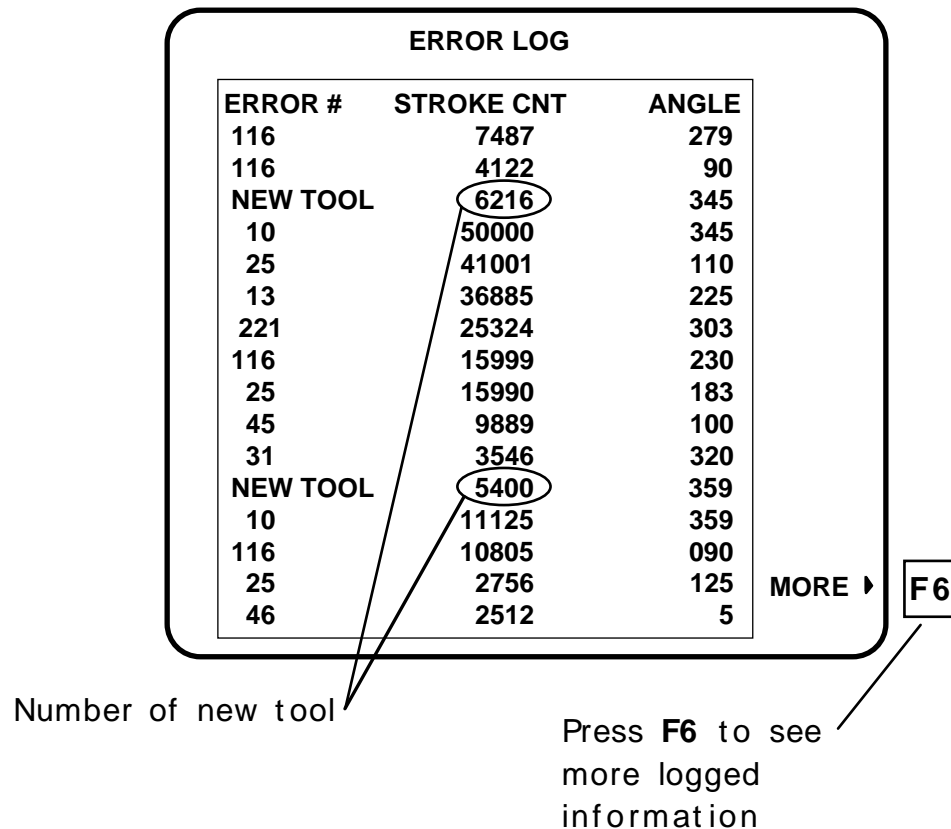 ERROR LOG
ERROR # STROKE CNT ANGLE
116 7487 279
116 4122 90
NEW TOOL 6216 345
10 50000 345
25 41001 110
13 36885 225
221 25324 303
116 15999 230
25 15990 183
45 9889 100
31 3546 320
NEW TOOL 5400 359
10 11125 359
116 10805 090
25 2756 125
46 2512 5
MORE
F6
Number of new tool
Press F6 to see
more logged
information